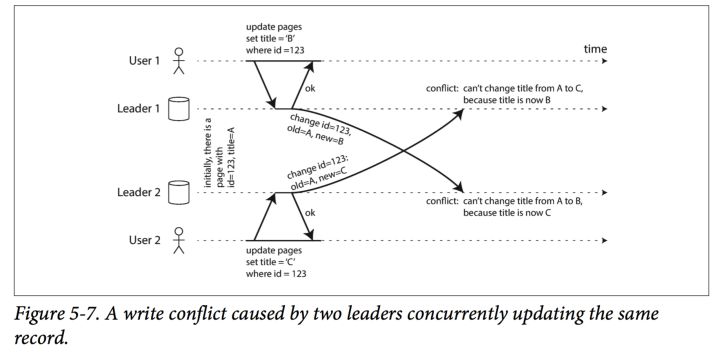 update pages
set title = ‘B’
where id =123
time
User 1
ok
conflict: can’t change title from A to C,
because title is now B
Leader 1
change id=123,
old=A, new=B
initially, there is a
page with
id=123, title=A
change id=123:
old=A, new=C
Leader 2
conflict: can’t change title from A to B,
because title is now C
ok
User 2
update pages
set title = ‘C’
where id = 123
Figure 5-7. A write conflict caused by two leaders concurrently updating the same
record.